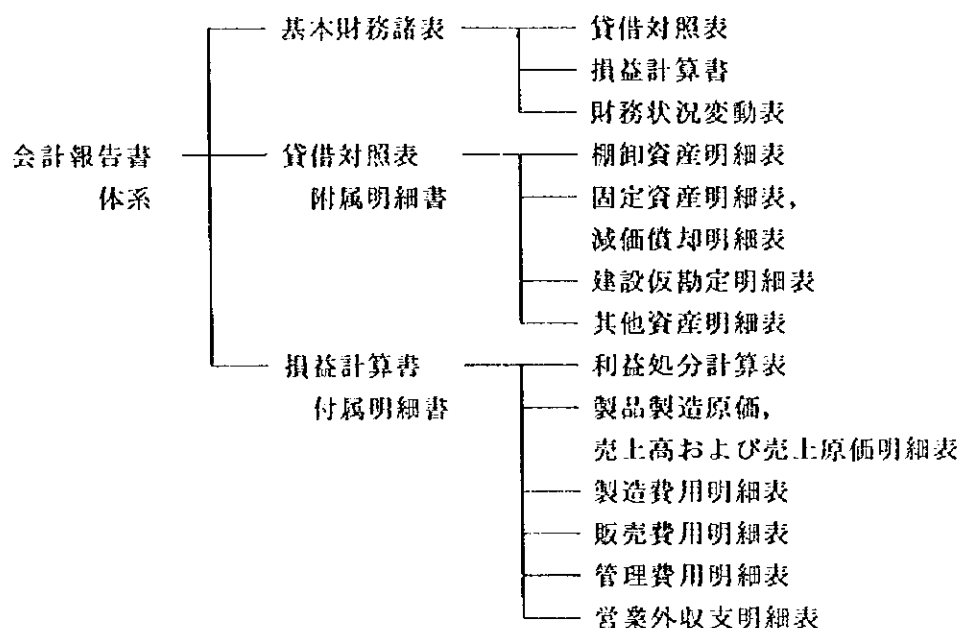 会計報告書
体系
基本財務諸表
貸借対照表
損益計算書
財務状況変動表
貸借対照表
附属明細書
棚卸資産明細表
固定資産明細表,
減価償却明細表
建設仮勘定明細表
其他資産明細表
損益計算書
付属明細書
利益処分計算表
製品製造原価,
売上高および売上原価明細表
製造費用明細表
販売費用明細表
管理費用明細表
営業外収支明細表